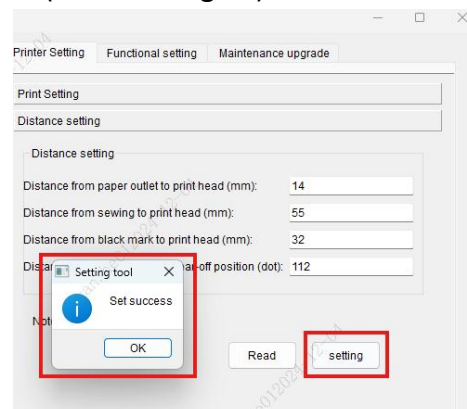 Printer Setting Functional setting Maintenance upgrade
Print Setting
Distance setting
Distance setting
Distance from paper outlet to print head (mm): 14
Distance from sewing to print head (mm): 55
Distance from black mark to print head (mm): 32
off position (dot): 112
Setting tool
Set success
OK
Read setting